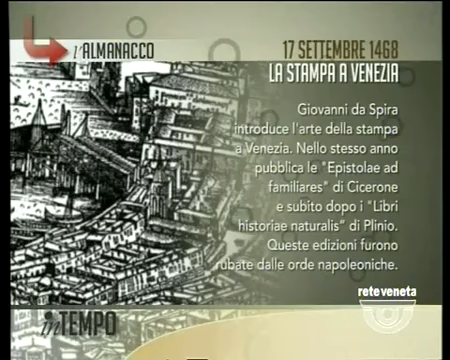 l'ALMANACCO
17 SETTEMBRE 1468
LA STAMPA A VENEZIA
Giovanni da Spira
introduce l'arte della stampa
a Venezia. Nello stesso anno
pubblica le "Epistolae ad
familiares" di Cicerone
e subito dopo i "Libri
historiae naturalis" di Plinio.
Queste edizioni furono
rubate dalle orde napoleoniche.
reteveneta
inTEMPO